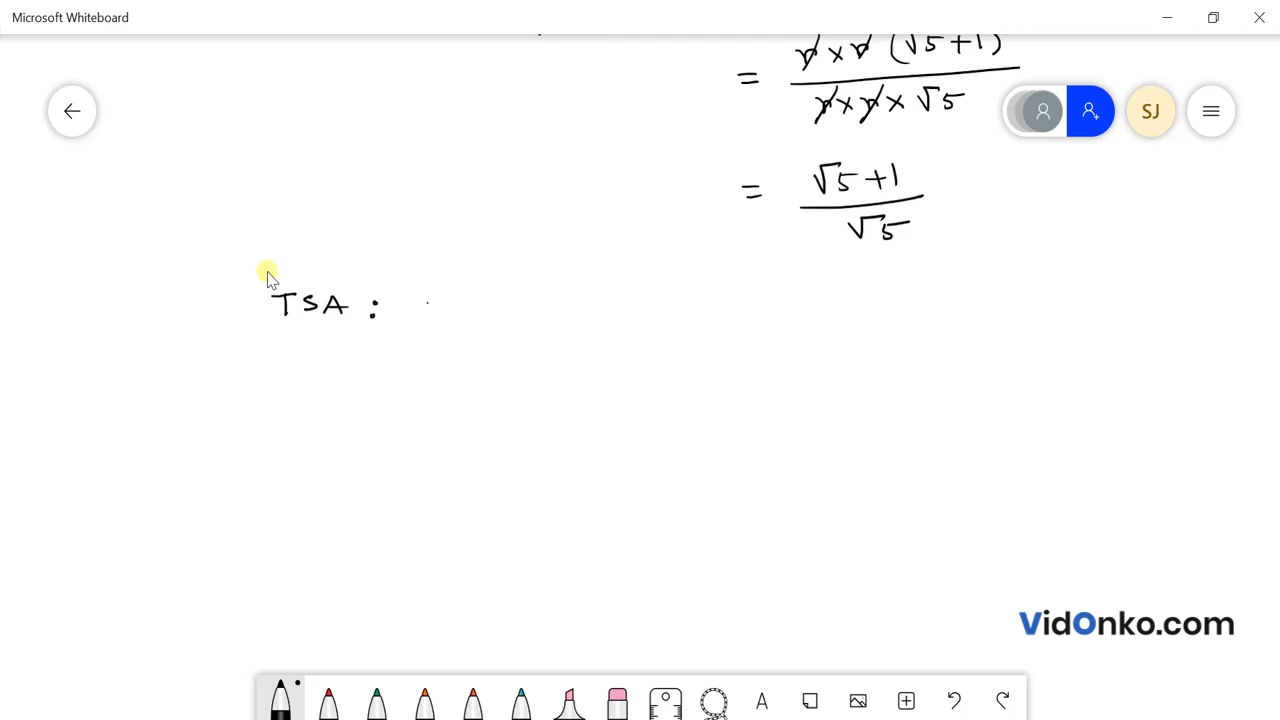 Microsoft Whiteboard
= r × r (√5 + 1)
r × r × √5
SJ
= √5 + 1
√5
TSA :
VidOnko.com
A